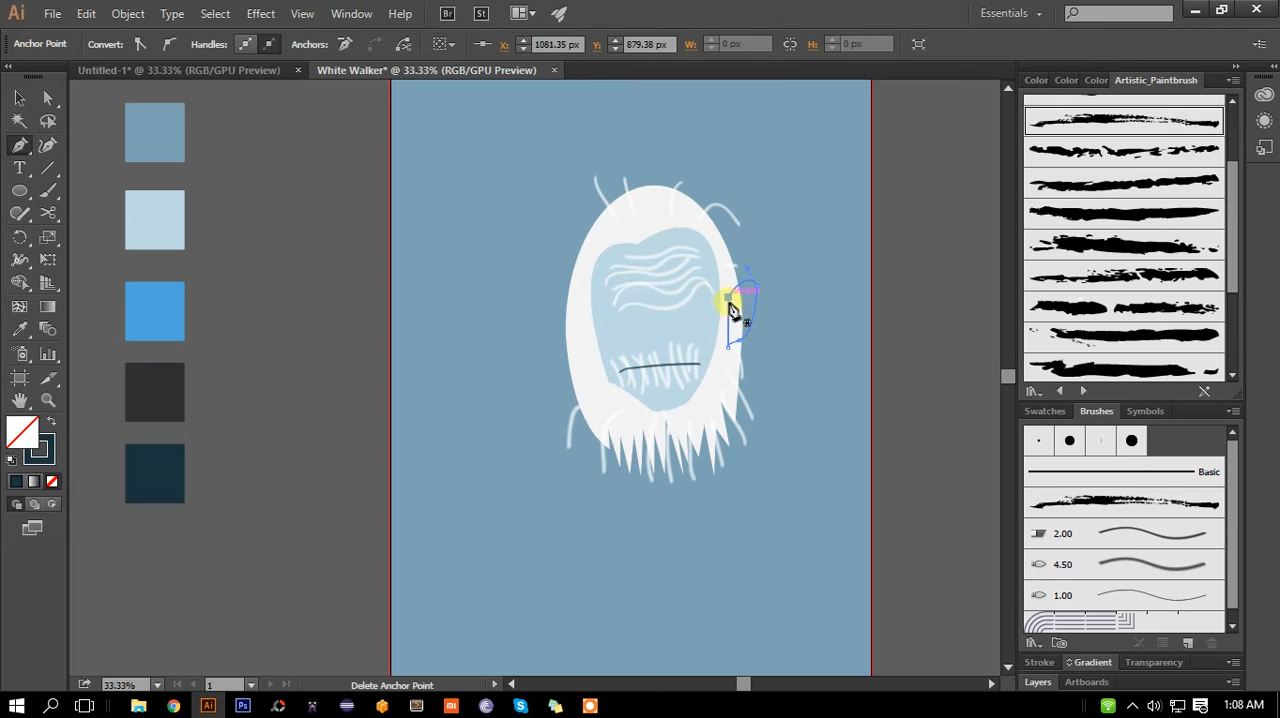 Ai File Edit Object Type Select Effect View Window Help Br St Essentials
Anchor Point Convert: Handles: Anchors: X: 1081.35 px Y: 879.38 px W: 0 px H: 0 px
Untitled-1* @ 33.33% (RGB/GPU Preview) × White Walker* @ 33.33% (RGB/GPU Preview) ×
Color Color Color Artistic_Paintbrush
Swatches Brushes Symbols
Basic
2.00
4.50
1.00
Stroke Gradient Transparency
Layers Artboards
33.33% 1 Delete Anchor Point
Ai Ps 1:08 AM